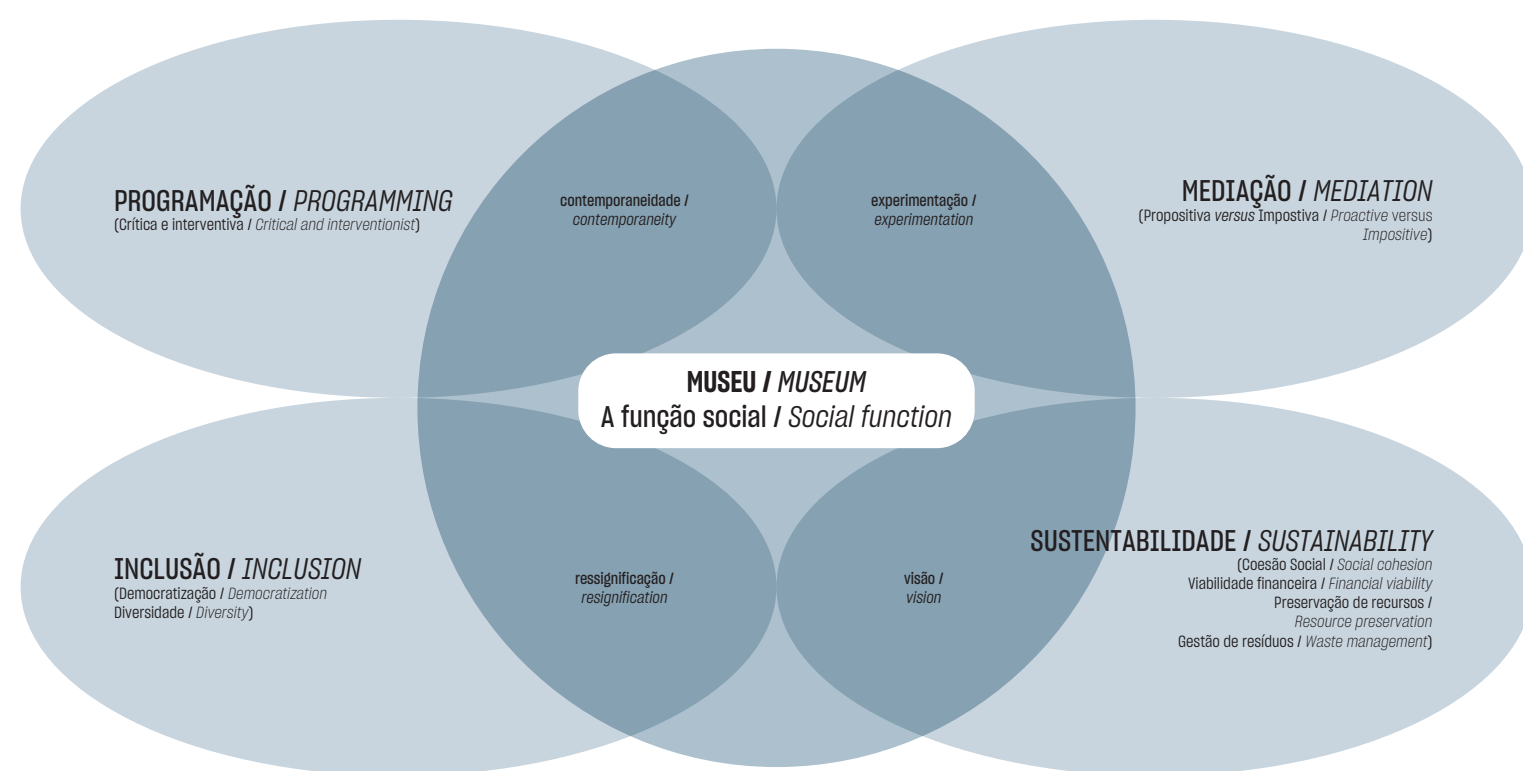 PROGRAMAÇÃO / PROGRAMMING
(Crítica e interventiva / Critical and interventionist)
contemporaneidade /
contemporaneity
experimentação /
experimentation
MEDIAÇÃO / MEDIATION
(Propositiva versus Impostiva / Proactive versus
Impositive)
MUSEU / MUSEUM
A função social / Social function
INCLUSÃO / INCLUSION
(Democratização / Democratization
Diversidade / Diversity)
ressignificação /
resignification
visão /
vision
SUSTENTABILIDADE / SUSTAINABILITY
(Coesão Social / Social cohesion
Viabilidade financeira / Financial viability
Preservação de recursos /
Resource preservation
Gestão de resíduos / Waste management)